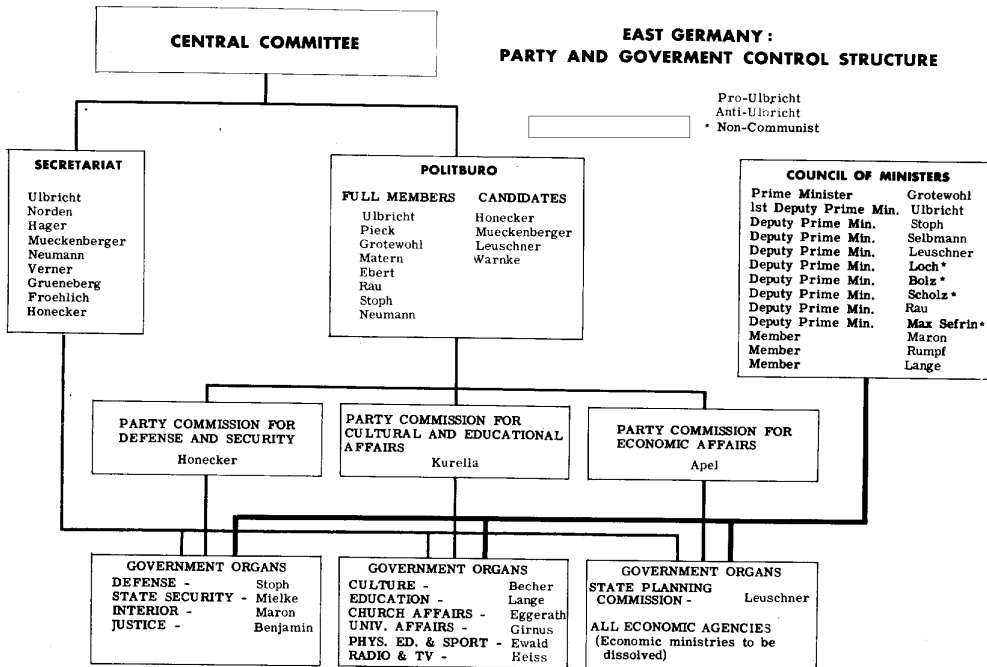 CENTRAL COMMITTEE
EAST GERMANY :
PARTY AND GOVERMENT CONTROL STRUCTURE
Pro-Ulbricht
Anti-Ulbricht
* Non-Communist
SECRETARIAT
Ulbricht
Norden
Hager
Mueckenberger
Neumann
Verner
Grueneberg
Froehlich
Honecker
POLITBURO
FULL MEMBERS CANDIDATES
Ulbricht Honecker
Pieck Mueckenberger
Grotewohl Leuschner
Matern Warnke
Ebert
Rau
Stoph
Neumann
COUNCIL OF MINISTERS
Prime Minister Grotewohl
1st Deputy Prime Min. Ulbricht
Deputy Prime Min. Stoph
Deputy Prime Min. Selbmann
Deputy Prime Min. Leuschner
Deputy Prime Min. Loch *
Deputy Prime Min. Bolz *
Deputy Prime Min. Scholz *
Deputy Prime Min. Rau
Deputy Prime Min. Max Sefrin *
Member Maron
Member Rumpf
Member Lange
PARTY COMMISSION FOR
DEFENSE AND SECURITY
Honecker
PARTY COMMISSION FOR
CULTURAL AND EDUCATIONAL
AFFAIRS
Kurella
PARTY COMMISSION FOR
ECONOMIC AFFAIRS
Apel
GOVERNMENT ORGANS
DEFENSE - Stoph
STATE SECURITY - Mielke
INTERIOR - Maron
JUSTICE - Benjamin
GOVERNMENT ORGANS
CULTURE - Becher
EDUCATION - Lange
CHURCH AFFAIRS - Eggerath
UNIV. AFFAIRS - Girnus
PHYS. ED. & SPORT - Ewald
RADIO & TV - Heiss
GOVERNMENT ORGANS
STATE PLANNING
COMMISSION - Leuschner
ALL ECONOMIC AGENCIES
(Economic ministries to be
dissolved)